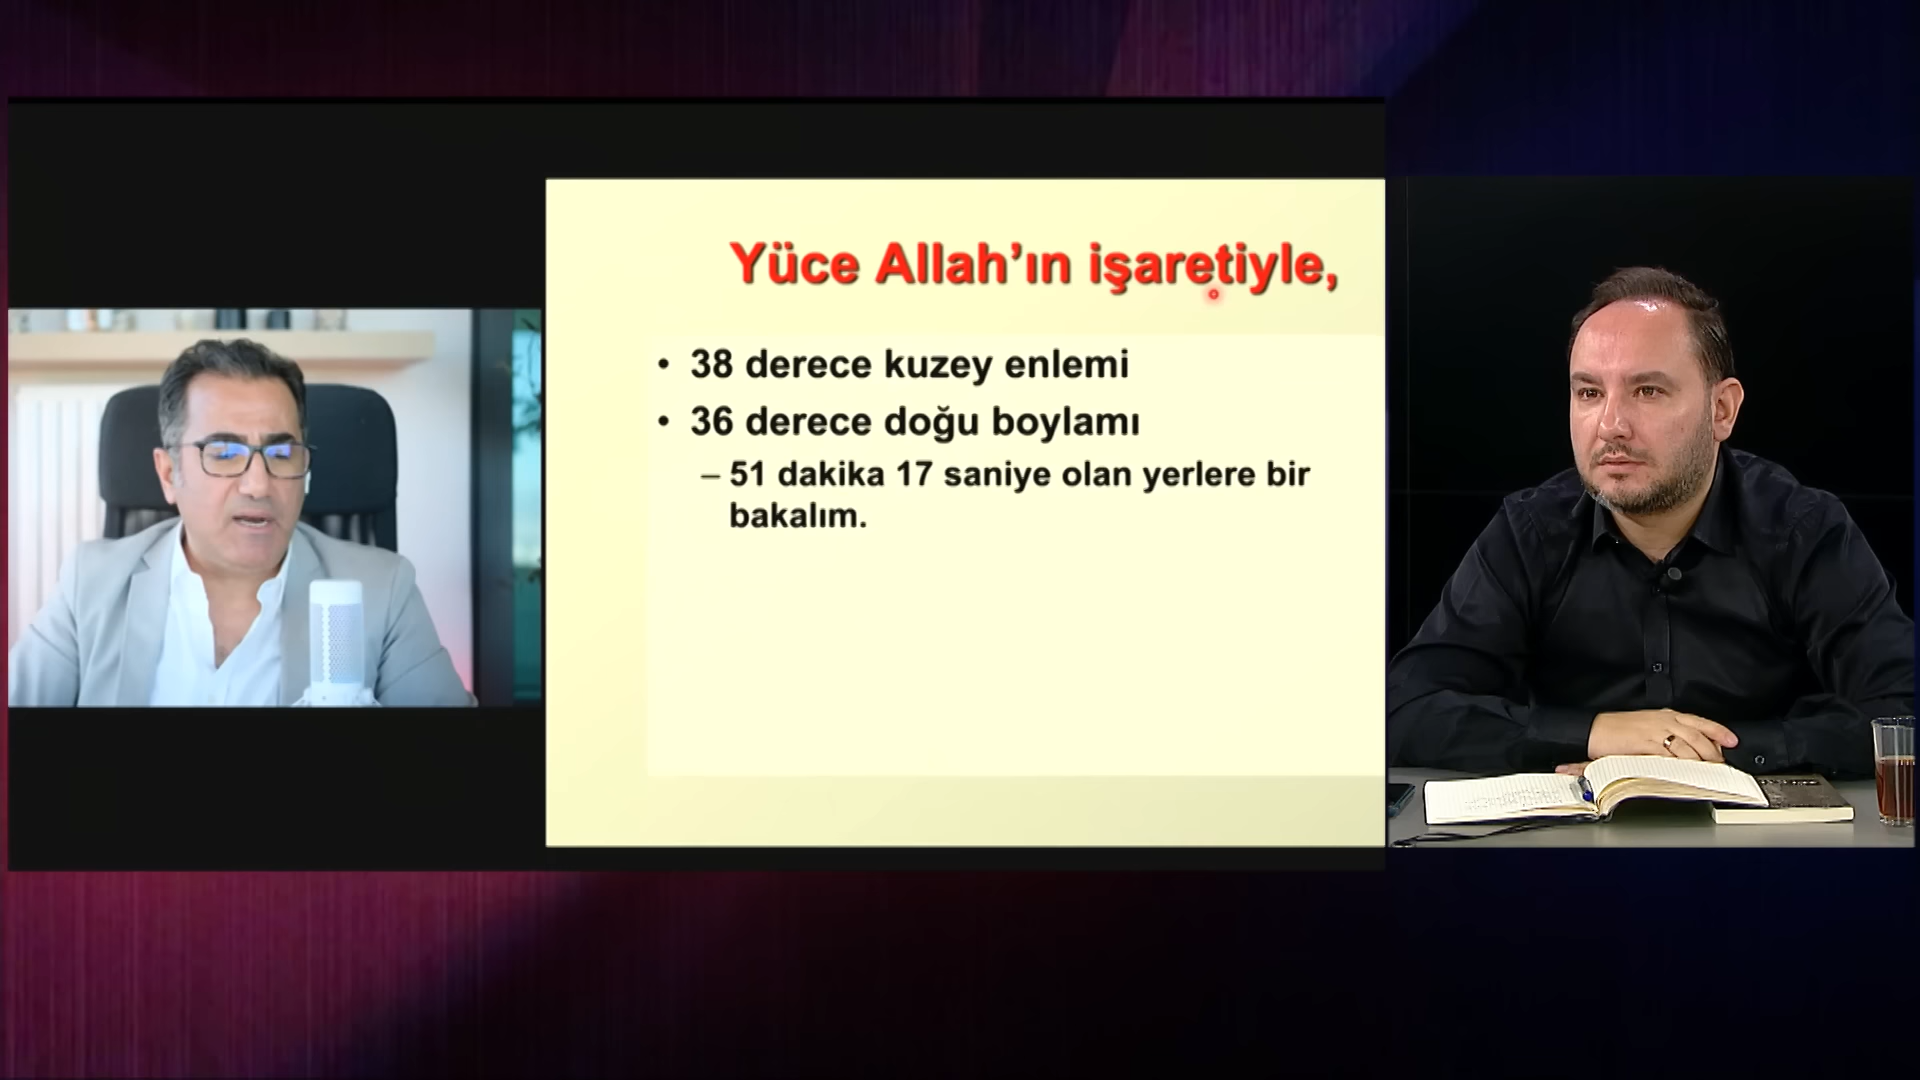 Yüce Allah’ın işaretiyle,
• 38 derece kuzey enlemi
• 36 derece doğu boylamı
– 51 dakika 17 saniye olan yerlere bir
bakalım.